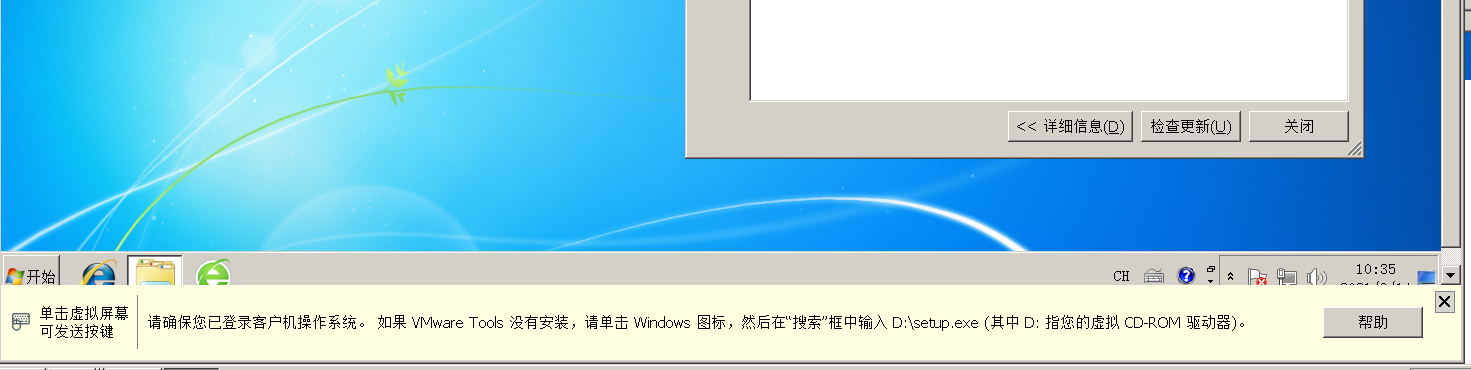 << 详细信息(D) 检查更新(U) 关闭
开始 CH 10:35
单击虚拟屏幕
可发送按键
请确保您已登录客户机操作系统。 如果 VMware Tools 没有安装，请单击 Windows 图标，然后在“搜索”框中输入 D:\setup.exe (其中 D: 指您的虚拟 CD-ROM 驱动器)。
帮助